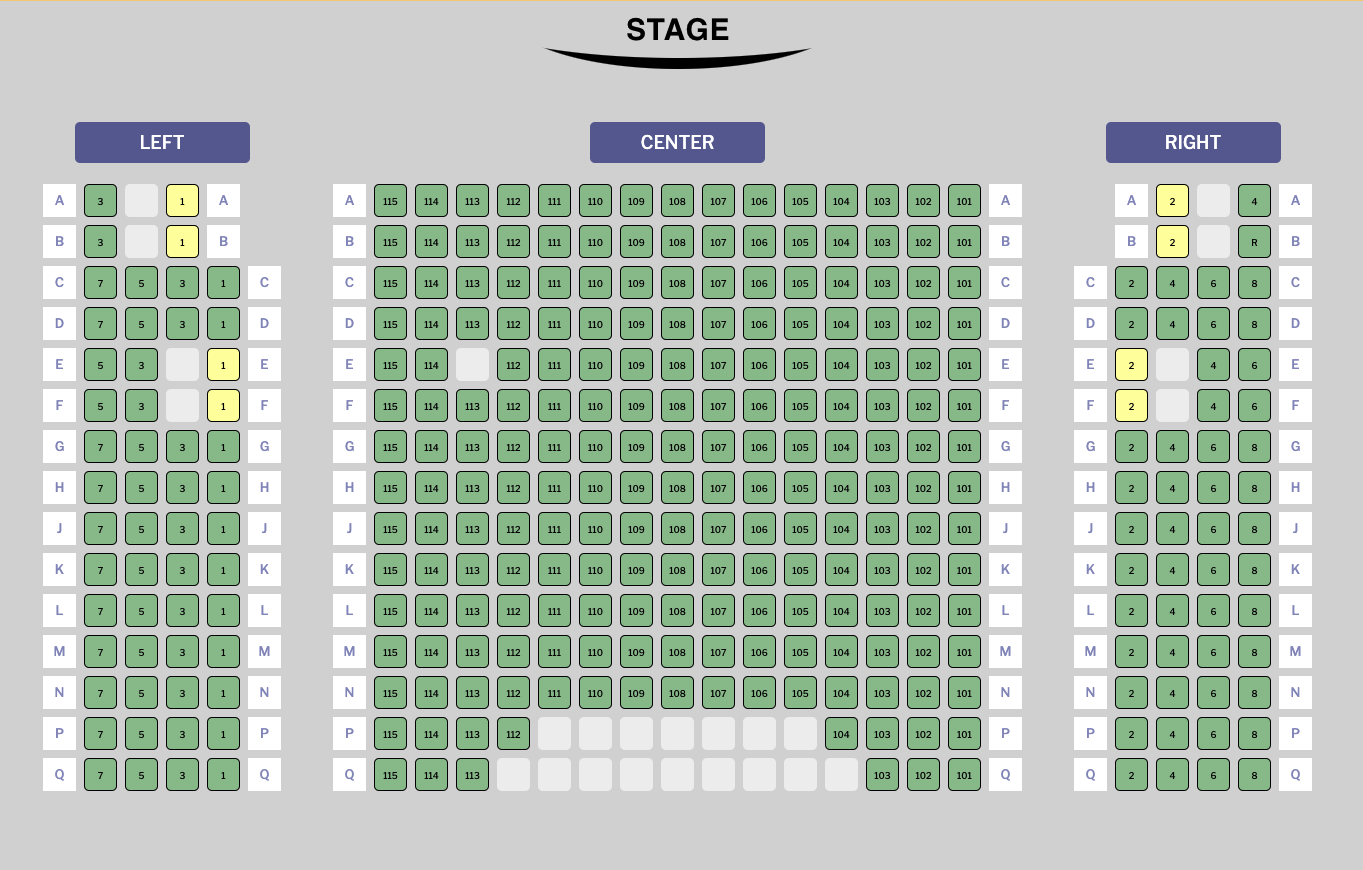 STAGE
LEFT CENTER RIGHT
A 3 1 A A 115 114 113 112 111 110 109 108 107 106 105 104 103 102 101 A A 2 4 A
B 3 1 B B 115 114 113 112 111 110 109 108 107 106 105 104 103 102 101 B B 2 R B
C 7 5 3 1 C C 115 114 113 112 111 110 109 108 107 106 105 104 103 102 101 C C 2 4 6 8 C
D 7 5 3 1 D D 115 114 113 112 111 110 109 108 107 106 105 104 103 102 101 D D 2 4 6 8 D
E 5 3 1 E E 115 114 112 111 110 109 108 107 106 105 104 103 102 101 E E 2 4 6 E
F 5 3 1 F F 115 114 113 112 111 110 109 108 107 106 105 104 103 102 101 F F 2 4 6 F
G 7 5 3 1 G G 115 114 113 112 111 110 109 108 107 106 105 104 103 102 101 G G 2 4 6 8 G
H 7 5 3 1 H H 115 114 113 112 111 110 109 108 107 106 105 104 103 102 101 H H 2 4 6 8 H
J 7 5 3 1 J J 115 114 113 112 111 110 109 108 107 106 105 104 103 102 101 J J 2 4 6 8 J
K 7 5 3 1 K K 115 114 113 112 111 110 109 108 107 106 105 104 103 102 101 K K 2 4 6 8 K
L 7 5 3 1 L L 115 114 113 112 111 110 109 108 107 106 105 104 103 102 101 L L 2 4 6 8 L
M 7 5 3 1 M M 115 114 113 112 111 110 109 108 107 106 105 104 103 102 101 M M 2 4 6 8 M
N 7 5 3 1 N N 115 114 113 112 111 110 109 108 107 106 105 104 103 102 101 N N 2 4 6 8 N
P 7 5 3 1 P P 115 114 113 112 104 103 102 101 P P 2 4 6 8 P
Q 7 5 3 1 Q Q 115 114 113 103 102 101 Q Q 2 4 6 8 Q